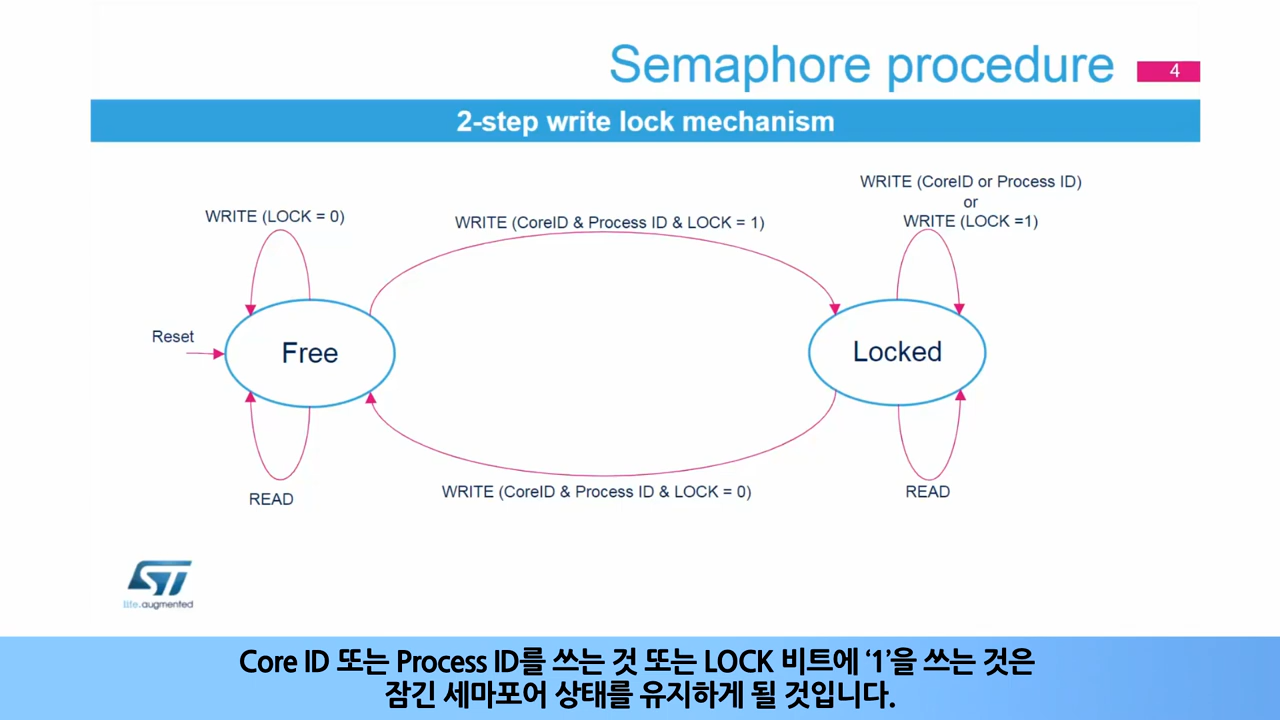 Semaphore procedure
4
2-step write lock mechanism
WRITE (CoreID or Process ID)
or
WRITE (LOCK =1)
WRITE (LOCK = 0)
WRITE (CoreID & Process ID & LOCK = 1)
Reset
Free
Locked
READ
WRITE (CoreID & Process ID & LOCK = 0)
READ
ST
life.augmented
Core ID 또는 Process ID를 쓰는 것 또는 LOCK 비트에 ‘1’을 쓰는 것은
잠긴 세마포어 상태를 유지하게 될 것입니다.